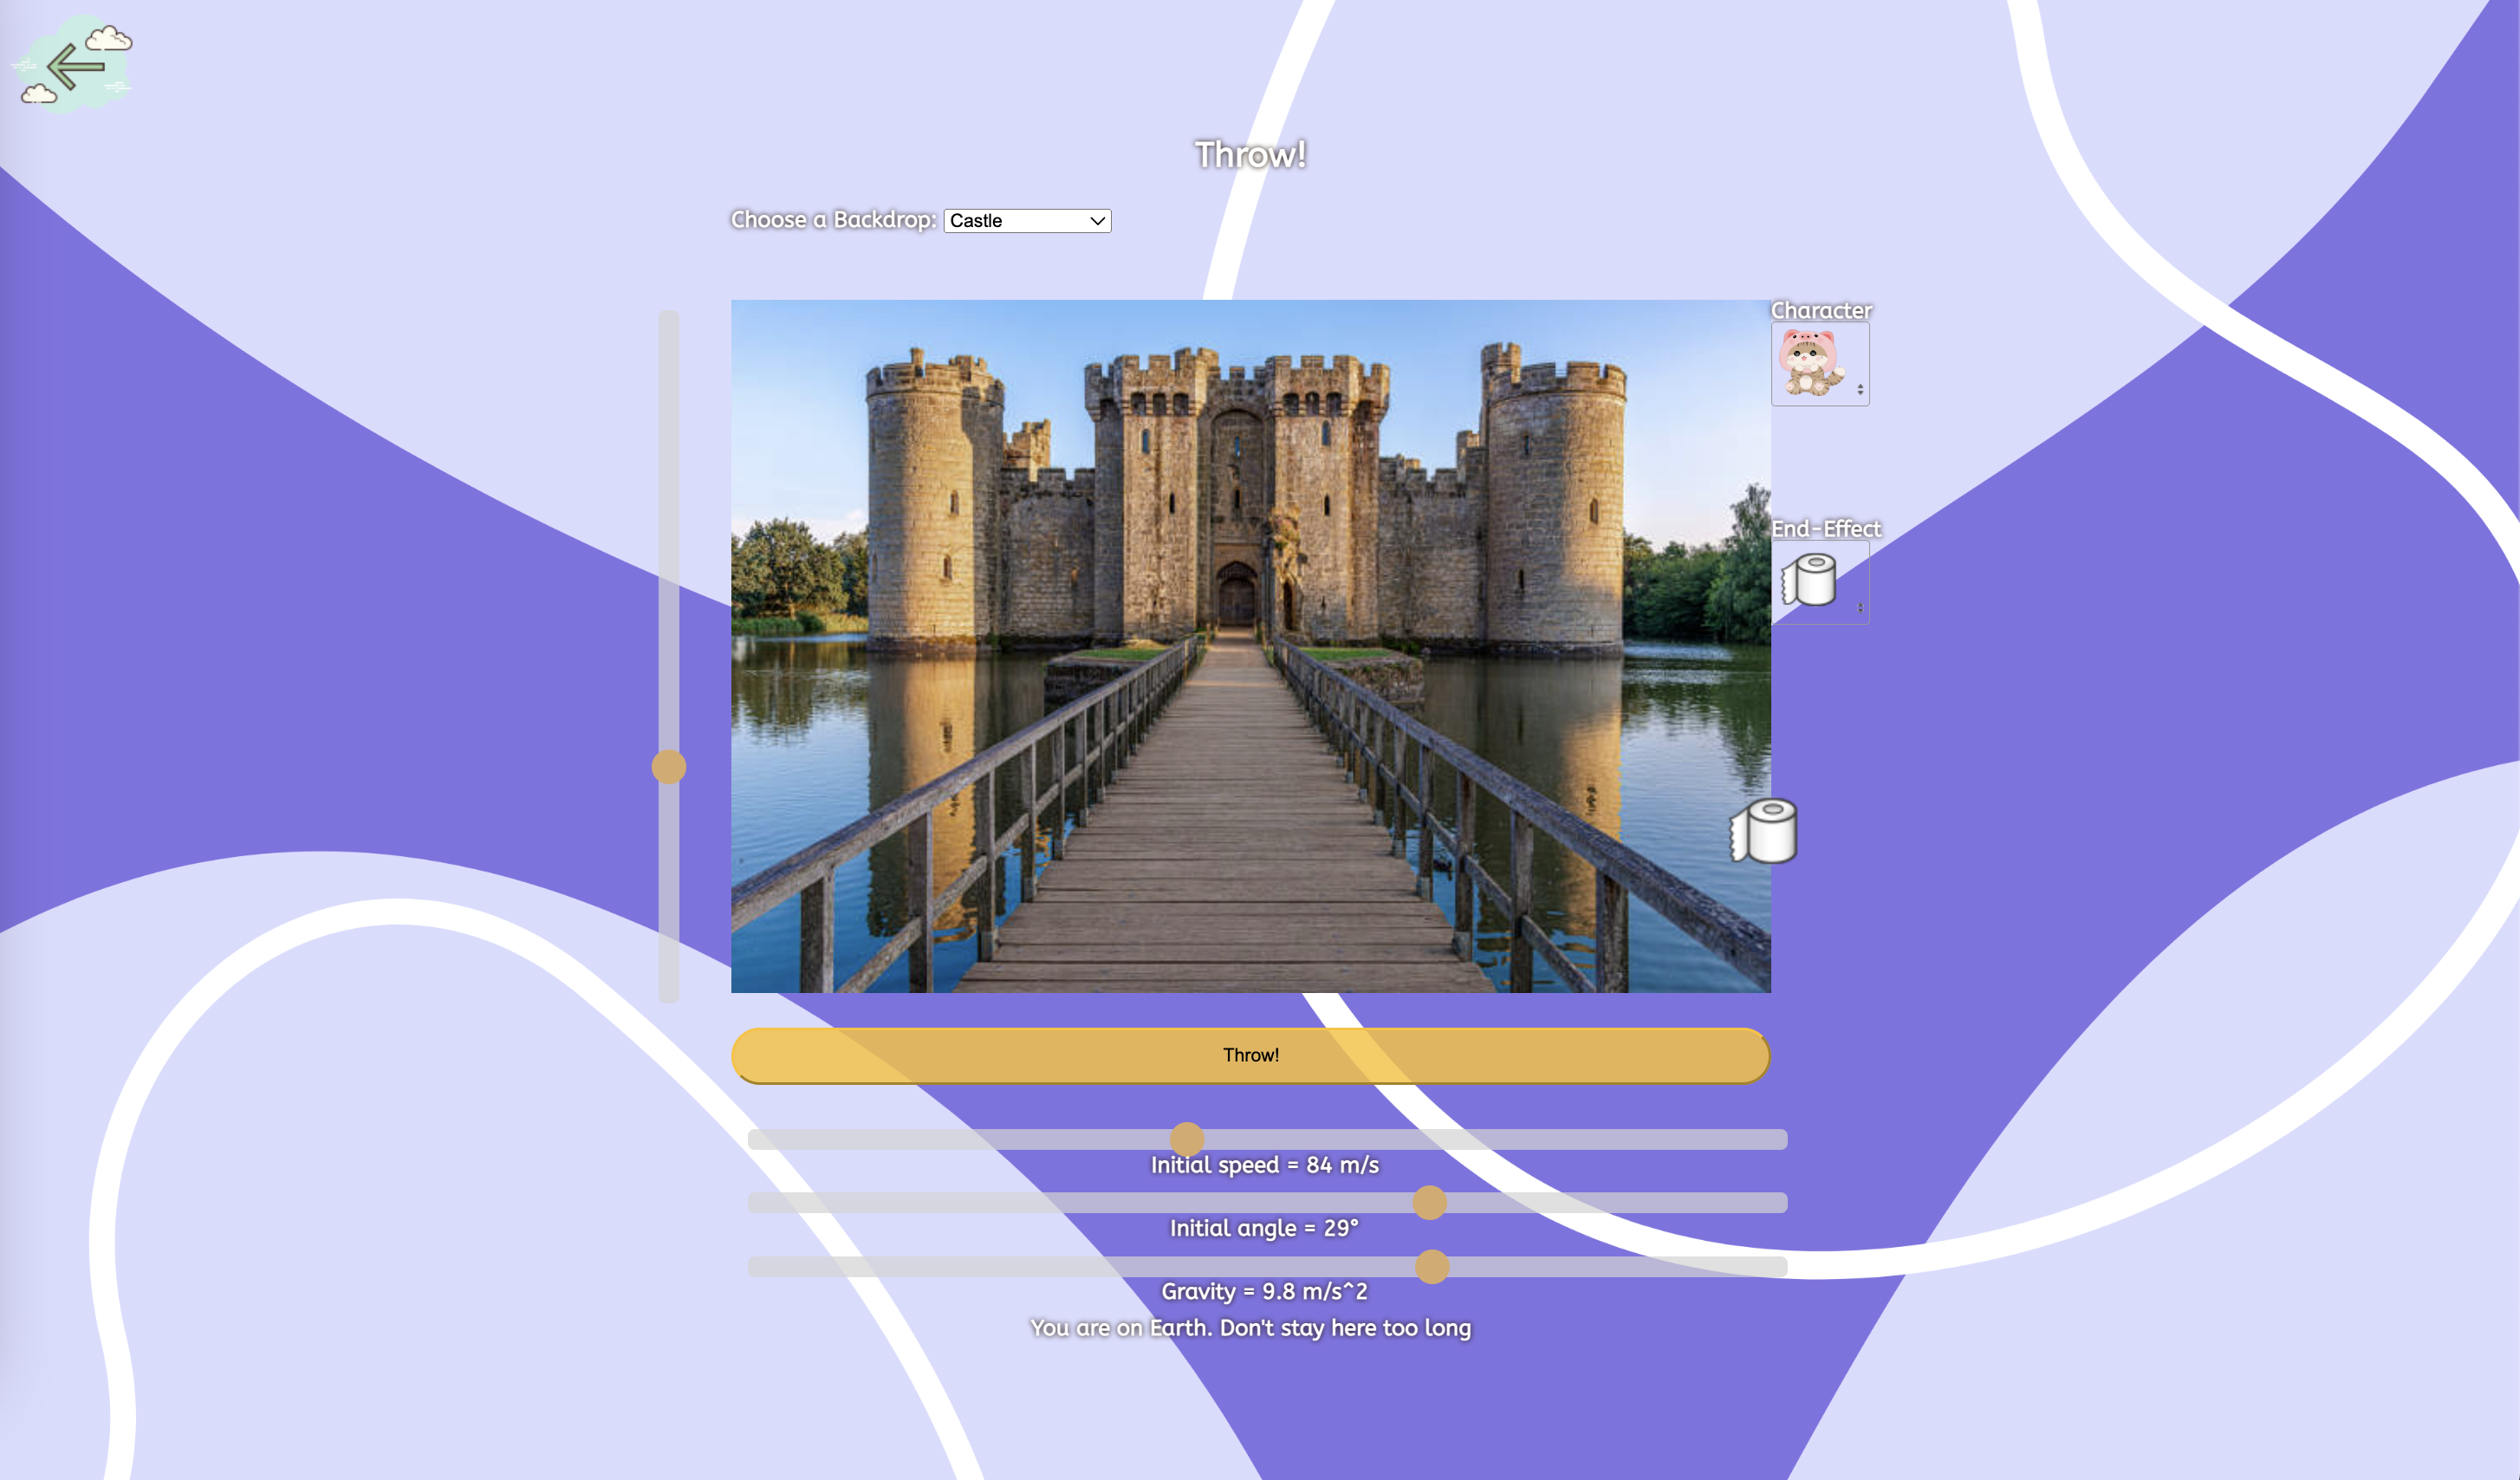 Throw!
Choose a Backdrop: Castle
Character
End-Effect
Throw!
Initial speed = 84 m/s
Initial angle = 29°
Gravity = 9.8 m/s^2
You are on Earth. Don't stay here too long